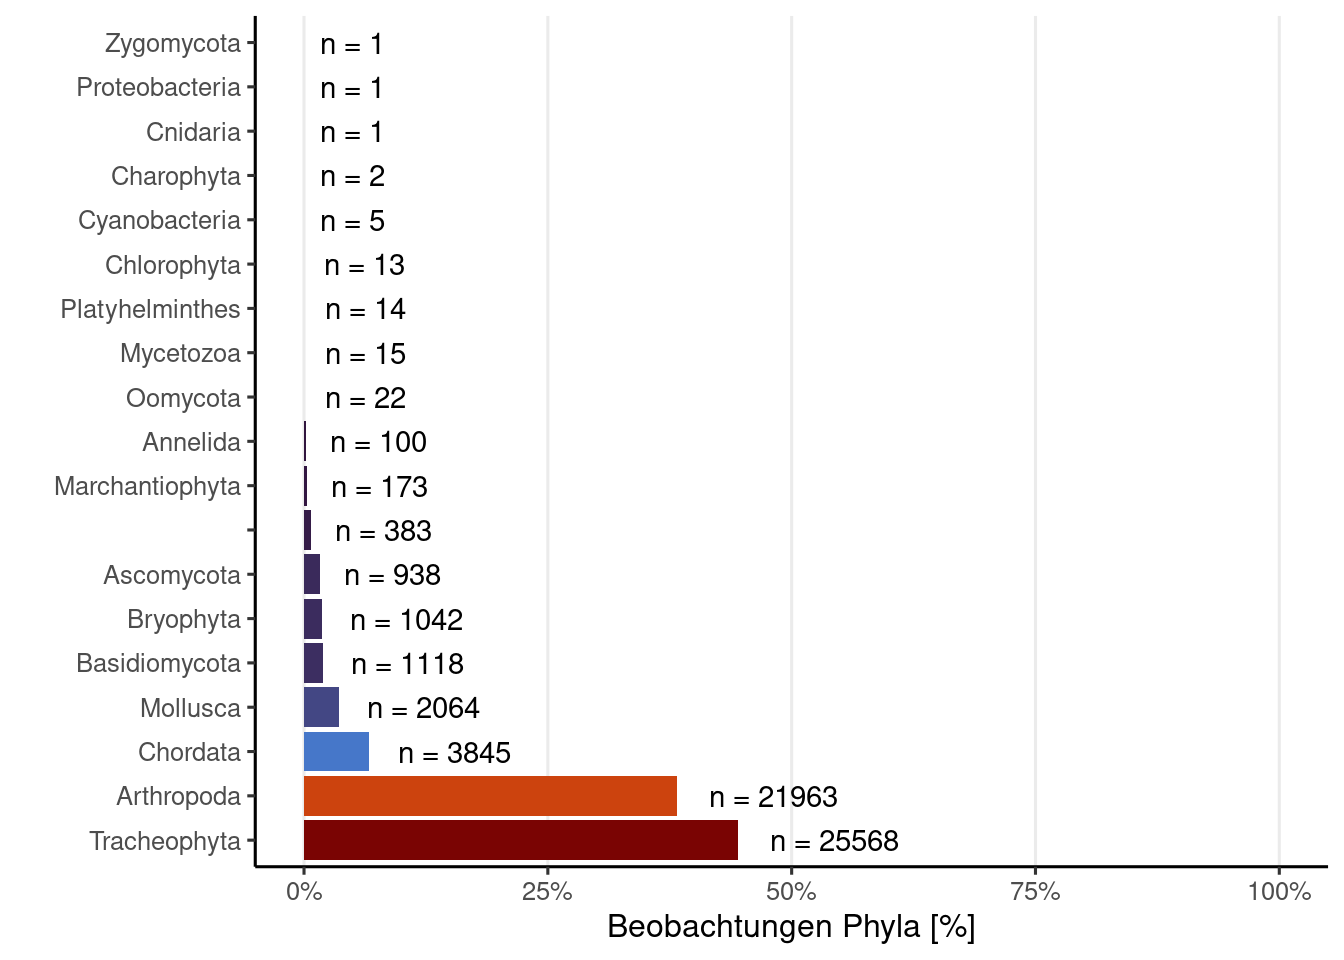 Zygomycota n = 1
Proteobacteria n = 1
Cnidaria n = 1
Charophyta n = 2
Cyanobacteria n = 5
Chlorophyta n = 13
Platyhelminthes n = 14
Mycetozoa n = 15
Oomycota n = 22
Annelida n = 100
Marchantiophyta n = 173
n = 383
Ascomycota n = 938
Bryophyta n = 1042
Basidiomycota n = 1118
Mollusca n = 2064
Chordata n = 3845
Arthropoda n = 21963
Tracheophyta n = 25568
0% 25% 50% 75% 100%
Beobachtungen Phyla [%]